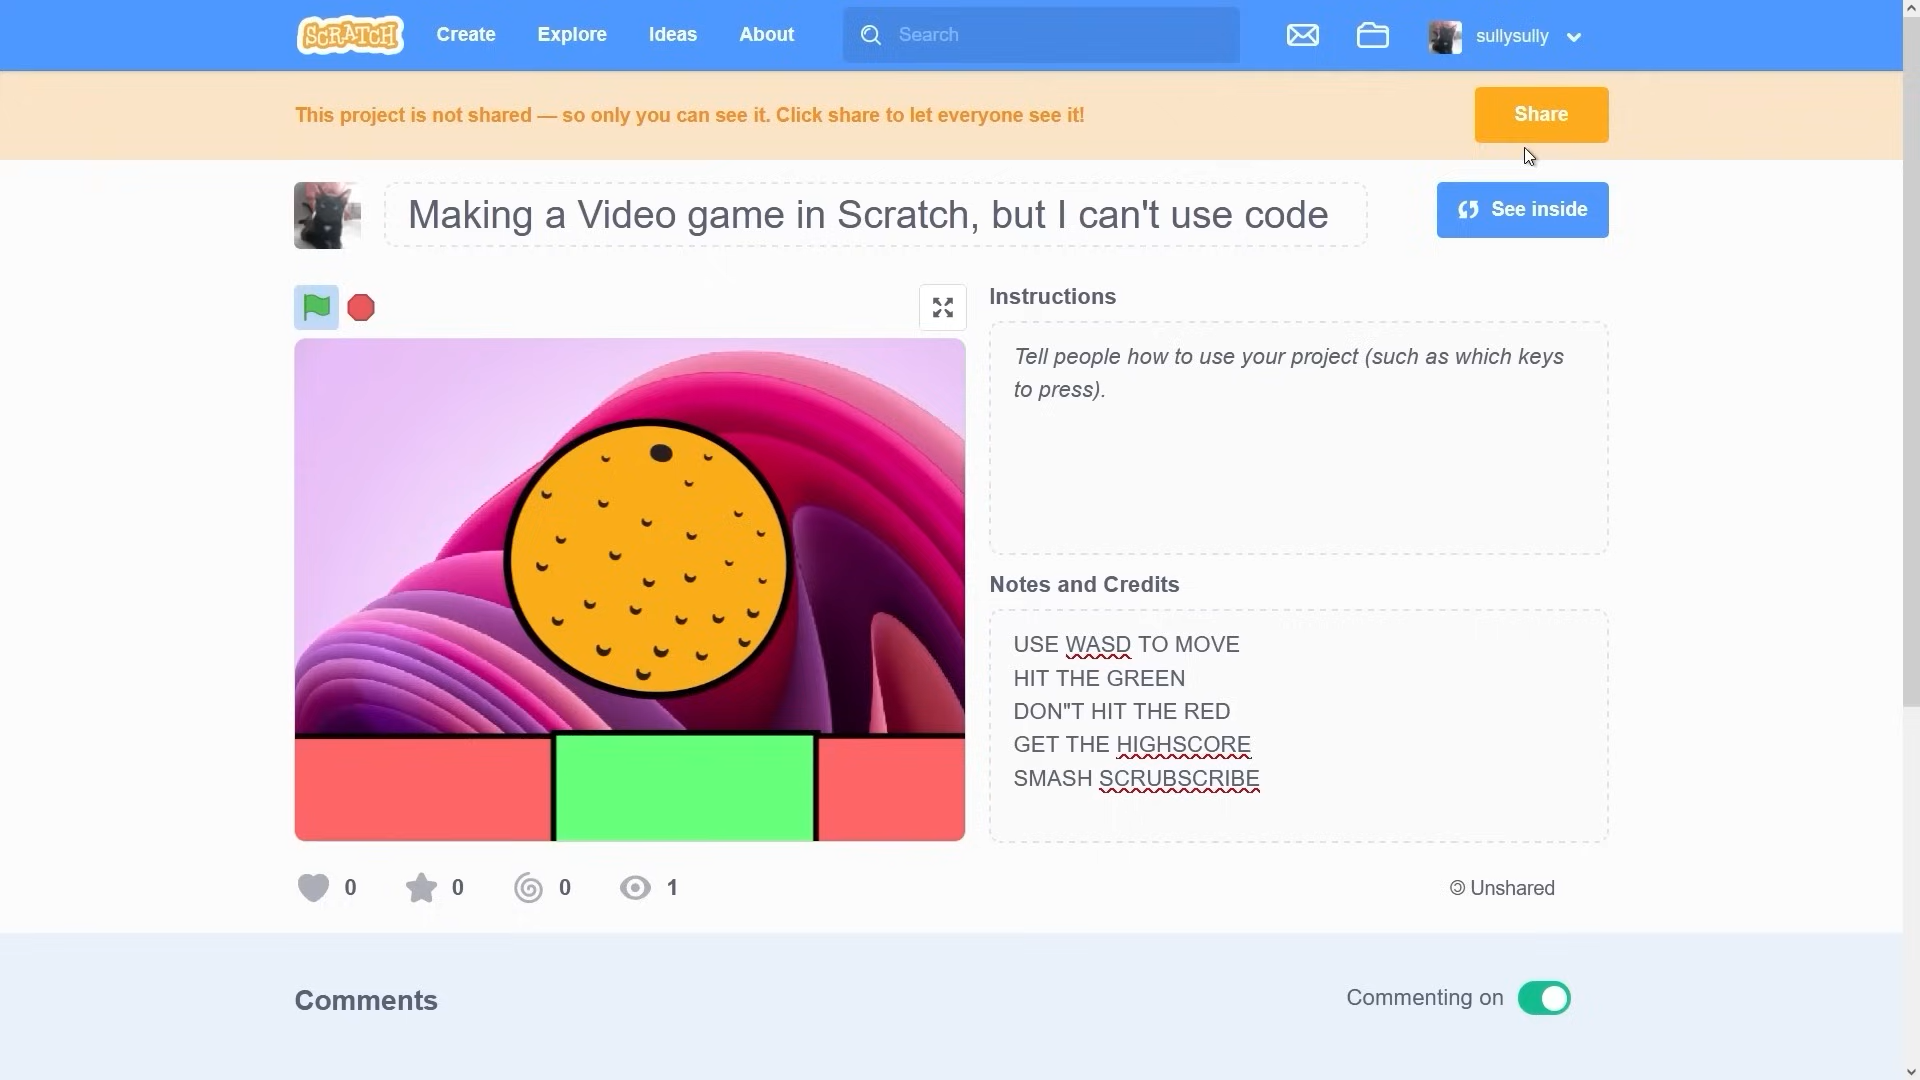 SCRATCH
Create
Explore
Ideas
About
Search
sullysully
This project is not shared — so only you can see it. Click share to let everyone see it!
Share
Making a Video game in Scratch, but I can't use code
See inside
Instructions
Tell people how to use your project (such as which keys
to press).
Notes and Credits
USE WASD TO MOVE
HIT THE GREEN
DON"T HIT THE RED
GET THE HIGHSCORE
SMASH SCRUBSCRIBE
0
0
0
1
Unshared
Comments
Commenting on